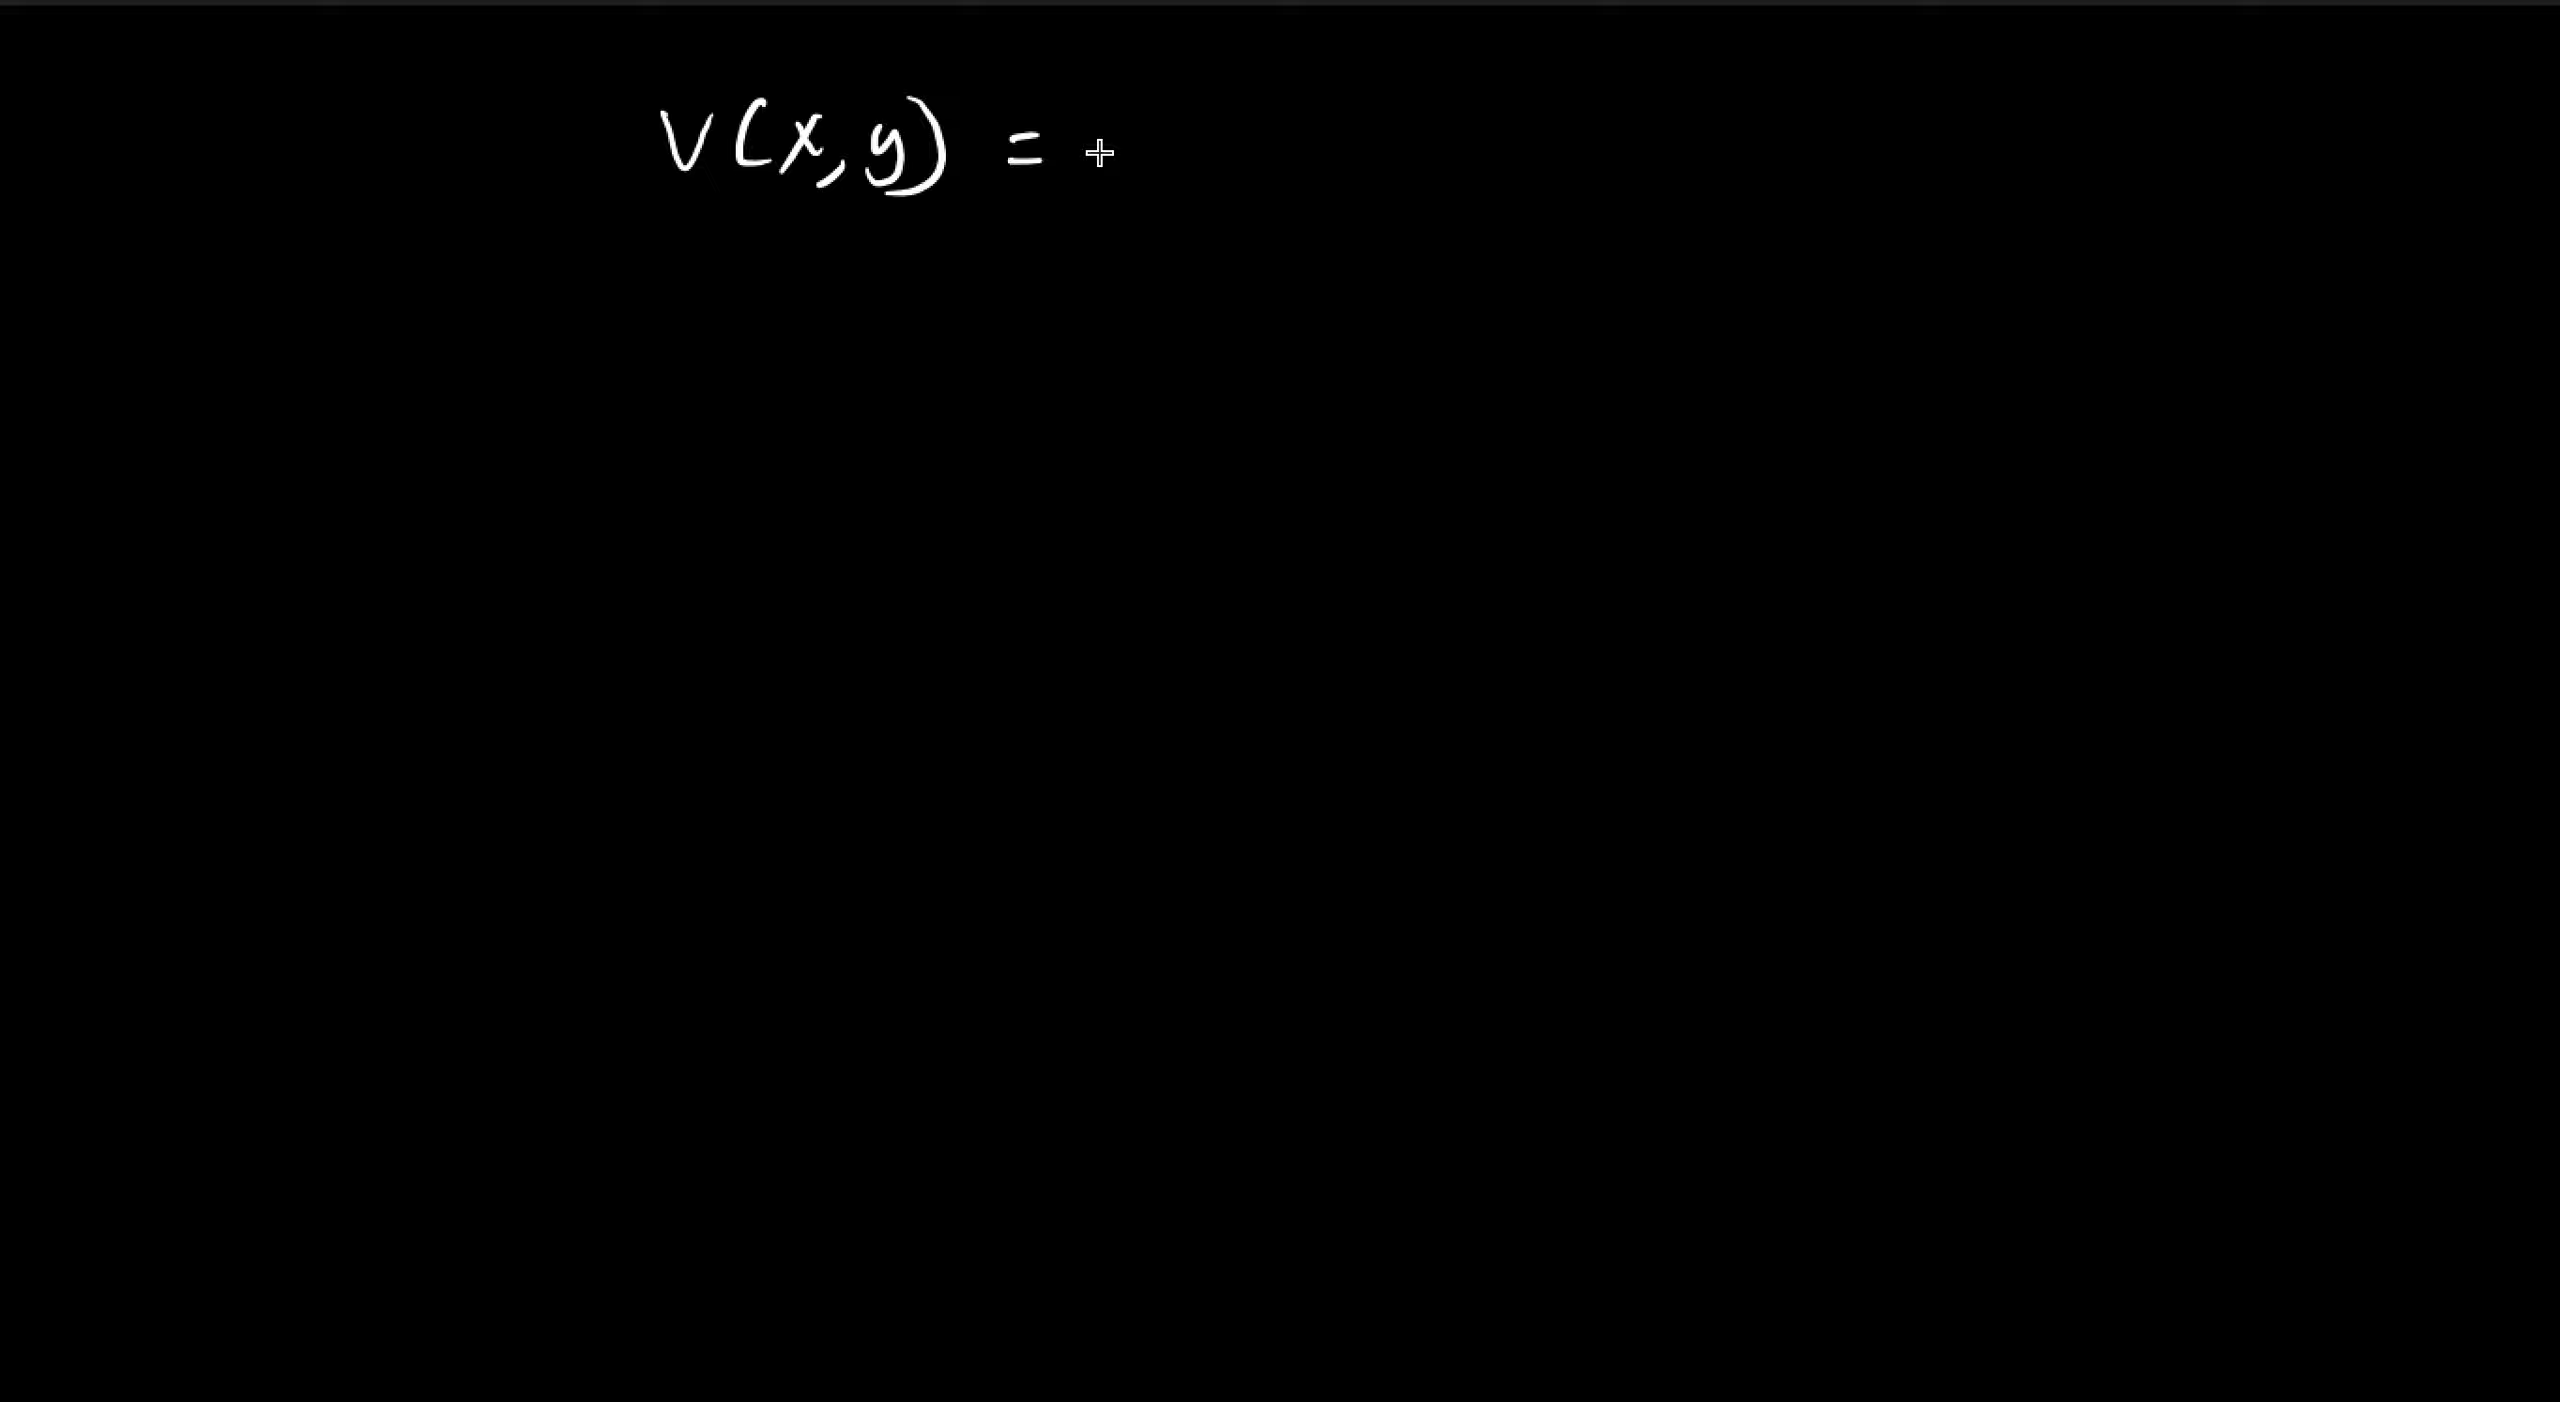 V(x,y) =